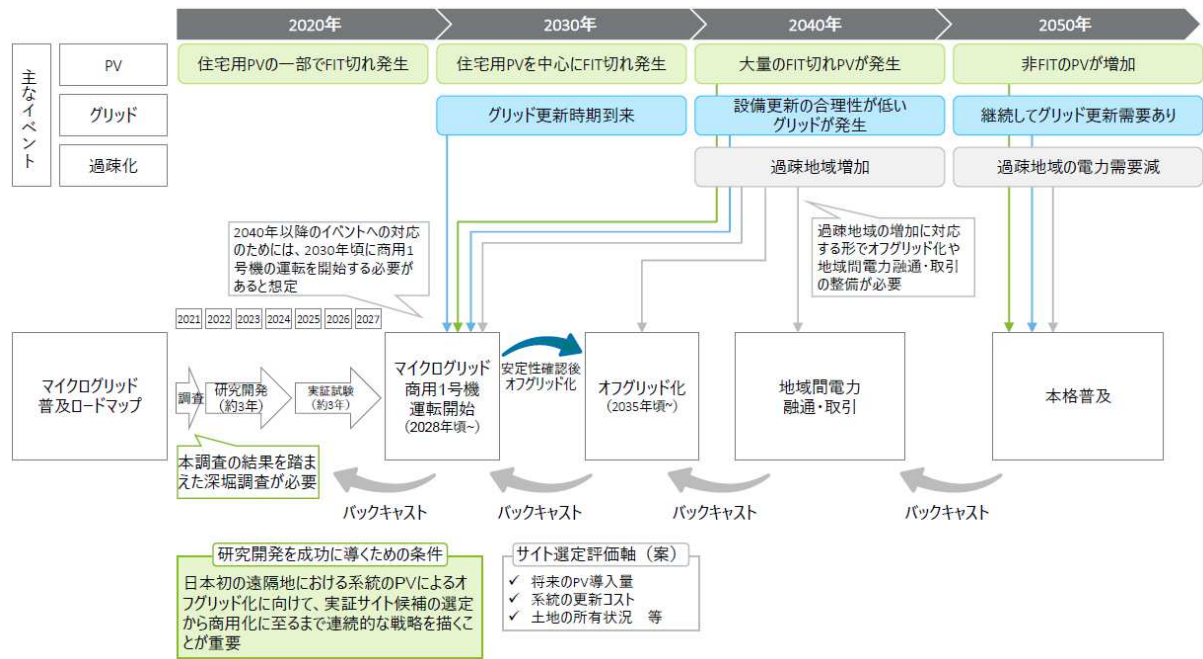 2020年
2030年
2040年
2050年
主なイベント
PV
住宅用PVの一部でFIT切れ発生
住宅用PVを中心にFIT切れ発生
大量のFIT切れPVが発生
非FITのPVが増加
グリッド
グリッド更新時期到来
設備更新の合理性が低い
グリッドが発生
継続してグリッド更新需要あり
過疎化
過疎地域増加
過疎地域の電力需要減
2040年以降のイベントへの対応
のためには、2030年頃に商用1
号機の運転を開始する必要が
あると想定
過疎地域の増加に対応
する形でオフグリッド化や
地域間電力融通・取引
の整備が必要
2021 2022 2023 2024 2025 2026 2027
マイクログリッド
普及ロードマップ
調査
研究開発
(約3年)
実証試験
(約3年)
マイクログリッド
商用1号機
運転開始
(2028年頃~)
安定性確認後
オフグリッド化
オフグリッド化
(2035年頃~)
地域間電力
融通・取引
本格普及
本調査の結果を踏ま
えた深堀調査が必要
バックキャスト
バックキャスト
バックキャスト
バックキャスト
研究開発を成功に導くための条件
日本初の遠隔地における系統のPVによるオ
フグリッド化に向けて、実証サイト候補の選定
から商用化に至るまで連続的な戦略を描くこ
とが重要
サイト選定評価軸(案)
✓ 将来のPV導入量
✓ 系統の更新コスト
✓ 土地の所有状況 等